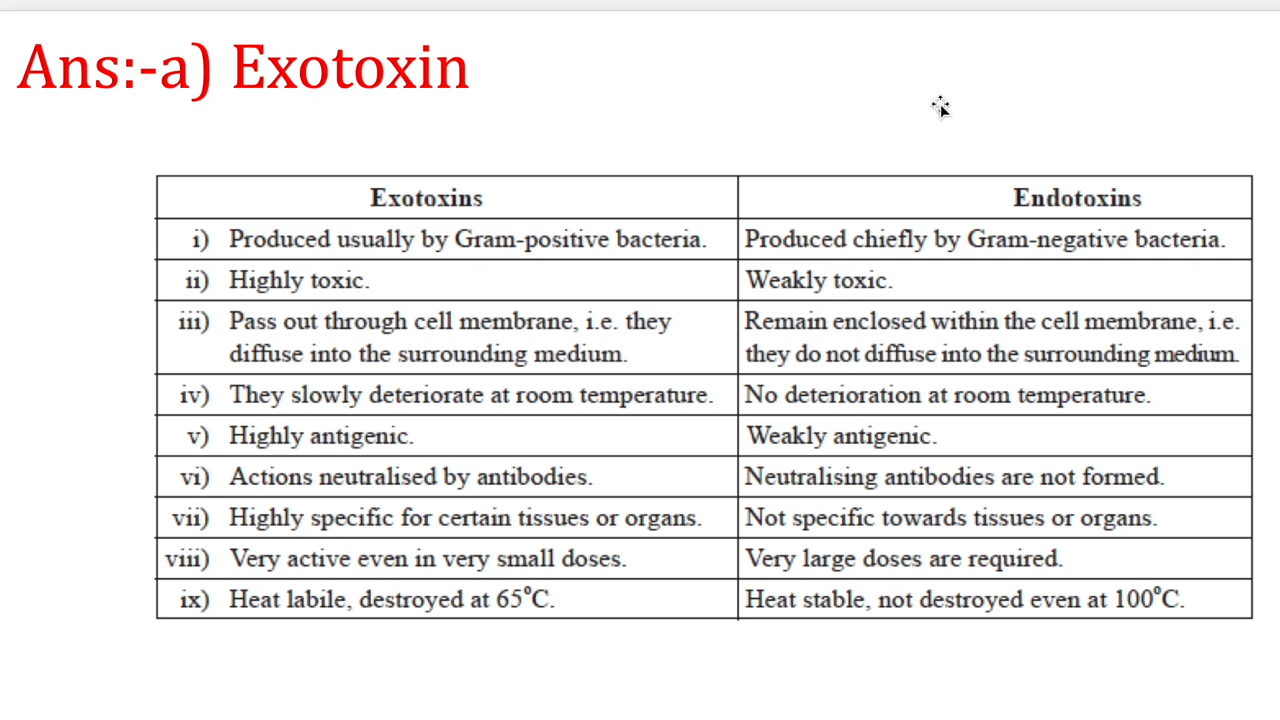 Ans:-a) Exotoxin
Exotoxins Endotoxins
i) Produced usually by Gram-positive bacteria. Produced chiefly by Gram-negative bacteria.
ii) Highly toxic. Weakly toxic.
iii) Pass out through cell membrane, i.e. they Remain enclosed within the cell membrane, i.e.
diffuse into the surrounding medium. they do not diffuse into the surrounding medium.
iv) They slowly deteriorate at room temperature. No deterioration at room temperature.
v) Highly antigenic. Weakly antigenic.
vi) Actions neutralised by antibodies. Neutralising antibodies are not formed.
vii) Highly specific for certain tissues or organs. Not specific towards tissues or organs.
viii) Very active even in very small doses. Very large doses are required.
ix) Heat labile, destroyed at 65⁰C. Heat stable, not destroyed even at 100⁰C.